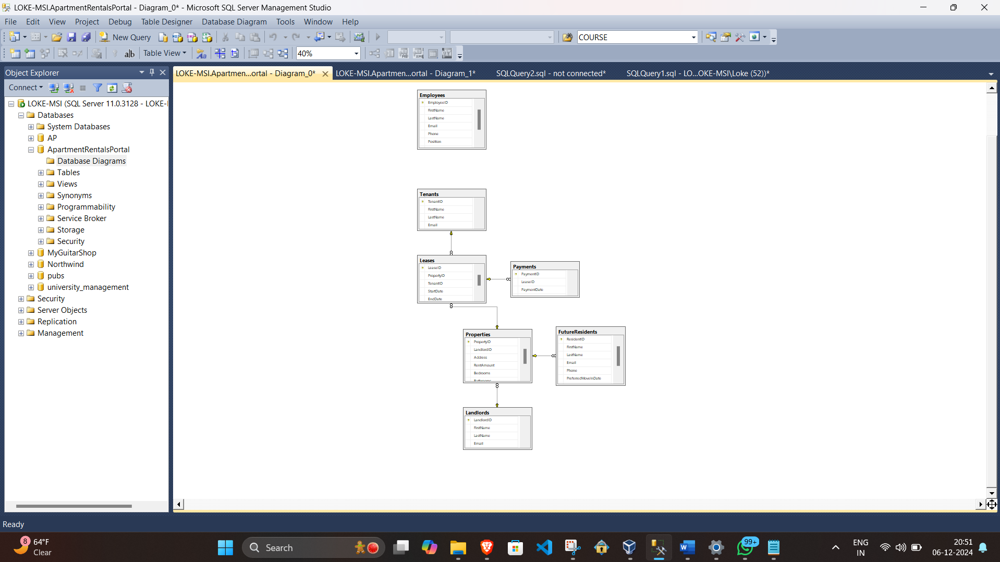 LOKE-MSI.ApartmentRentalsPortal - Diagram_0* - Microsoft SQL Server Management Studio
File Edit View Project Debug Table Designer Database Diagram Tools Window Help
New Query COURSE
Table View 40%
Object Explorer
Connect
LOKE-MSI (SQL Server 11.0.3128 - LOKE-
Databases
System Databases
AP
ApartmentRentalsPortal
Database Diagrams
Tables
Views
Synonyms
Programmability
Service Broker
Storage
Security
MyGuitarShop
Northwind
pubs
university_management
Security
Server Objects
Replication
Management
LOKE-MSI.Apartmen...ortal - Diagram_0* LOKE-MSI.Apartmen...ortal - Diagram_1* SQLQuery2.sql - not connected* SQLQuery1.sql - LO...OKE-MSI\Loke (52))*
Employees
EmployeeID
FirstName
LastName
Email
Phone
Position
Tenants
TenantID
FirstName
LastName
Email
Leases
LeaseID
PropertyID
TenantID
StartDate
EndDate
Payments
PaymentID
LeaseID
PaymentDate
Properties
PropertyID
LandlordID
Address
RentAmount
Bedrooms
Bathrooms
FutureResidents
ResidentID
FirstName
LastName
Email
Phone
PreferredMoveInDate
Landlords
LandlordID
FirstName
LastName
Email
Ready
8
64°F
Clear
Search
99+
ENG
IN
20:51
06-12-2024